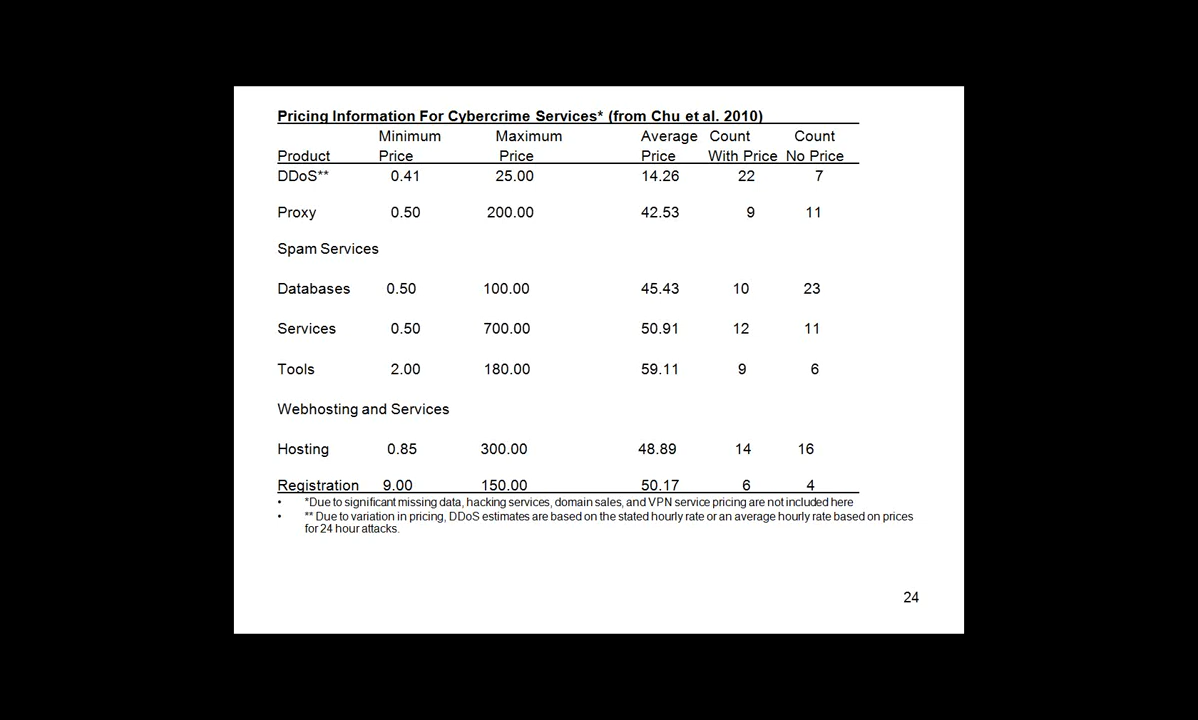 Pricing Information For Cybercrime Services* (from Chu et al. 2010)
Minimum Maximum Average Count Count
Product Price Price Price With Price No Price
DDoS** 0.41 25.00 14.26 22 7
Proxy 0.50 200.00 42.53 9 11
Spam Services
Databases 0.50 100.00 45.43 10 23
Services 0.50 700.00 50.91 12 11
Tools 2.00 180.00 59.11 9 6
Webhosting and Services
Hosting 0.85 300.00 48.89 14 16
Registration 9.00 150.00 50.17 6 4
• *Due to significant missing data, hacking services, domain sales, and VPN service pricing are not included here
• ** Due to variation in pricing, DDoS estimates are based on the stated hourly rate or an average hourly rate based on prices
for 24 hour attacks.
24